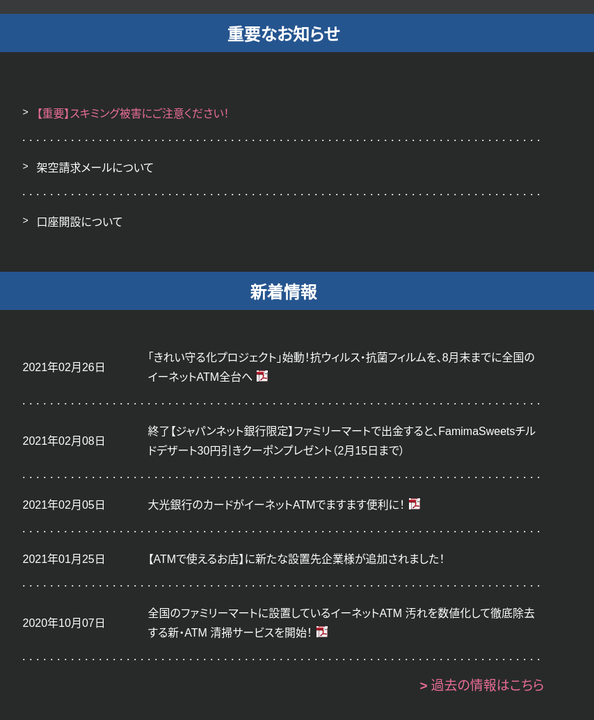 重要なお知らせ
> 【重要】スキミング被害にご注意ください!
> 架空請求メールについて
> 口座開設について
新着情報
2021年02月26日
「きれい守る化プロジェクト」始動!抗ウィルス・抗菌フィルムを、8月末までに全国の
イーネットATM全台へ
2021年02月08日
終了【ジャパンネット銀行限定】ファミリーマートで出金すると、FamimaSweetsチル
ドデザート30円引きクーポンプレゼント(2月15日まで)
2021年02月05日
大光銀行のカードがイーネットATMでますます便利に!
2021年01月25日
【ATMで使えるお店】に新たな設置先企業様が追加されました!
2020年10月07日
全国のファミリーマートに設置しているイーネットATM 汚れを数値化して徹底除去
する新・ATM 清掃サービスを開始!
> 過去の情報はこちら